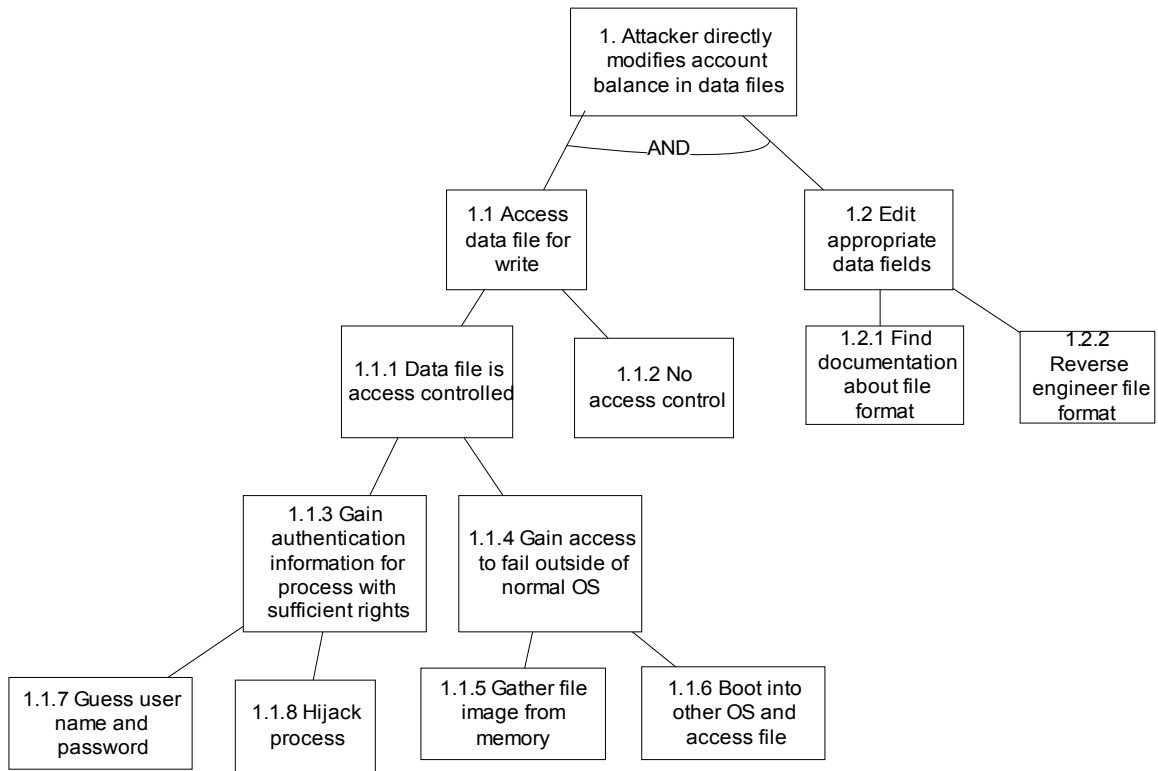 1. Attacker directly
modifies account
balance in data files
AND
1.1 Access
data file for
write
1.2 Edit
appropriate
data fields
1.1.1 Data file is
access controlled
1.1.2 No
access control
1.2.1 Find
documentation
about file
format
1.2.2
Reverse
engineer file
format
1.1.3 Gain
authentication
information for
process with
sufficient rights
1.1.4 Gain access
to fail outside of
normal OS
1.1.7 Guess user
name and
password
1.1.8 Hijack
process
1.1.5 Gather file
image from
memory
1.1.6 Boot into
other OS and
access file